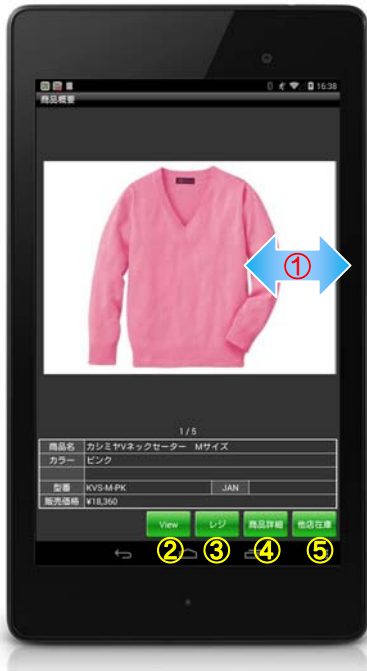 16:38
商品概要
①
1/5
商品名 カシミヤVネックセーター Mサイズ
カラー ピンク
型番 KVS-M-PK JAN
販売価格 ¥18,360
View レジ 商品詳細 他店在庫
② ③ ④ ⑤